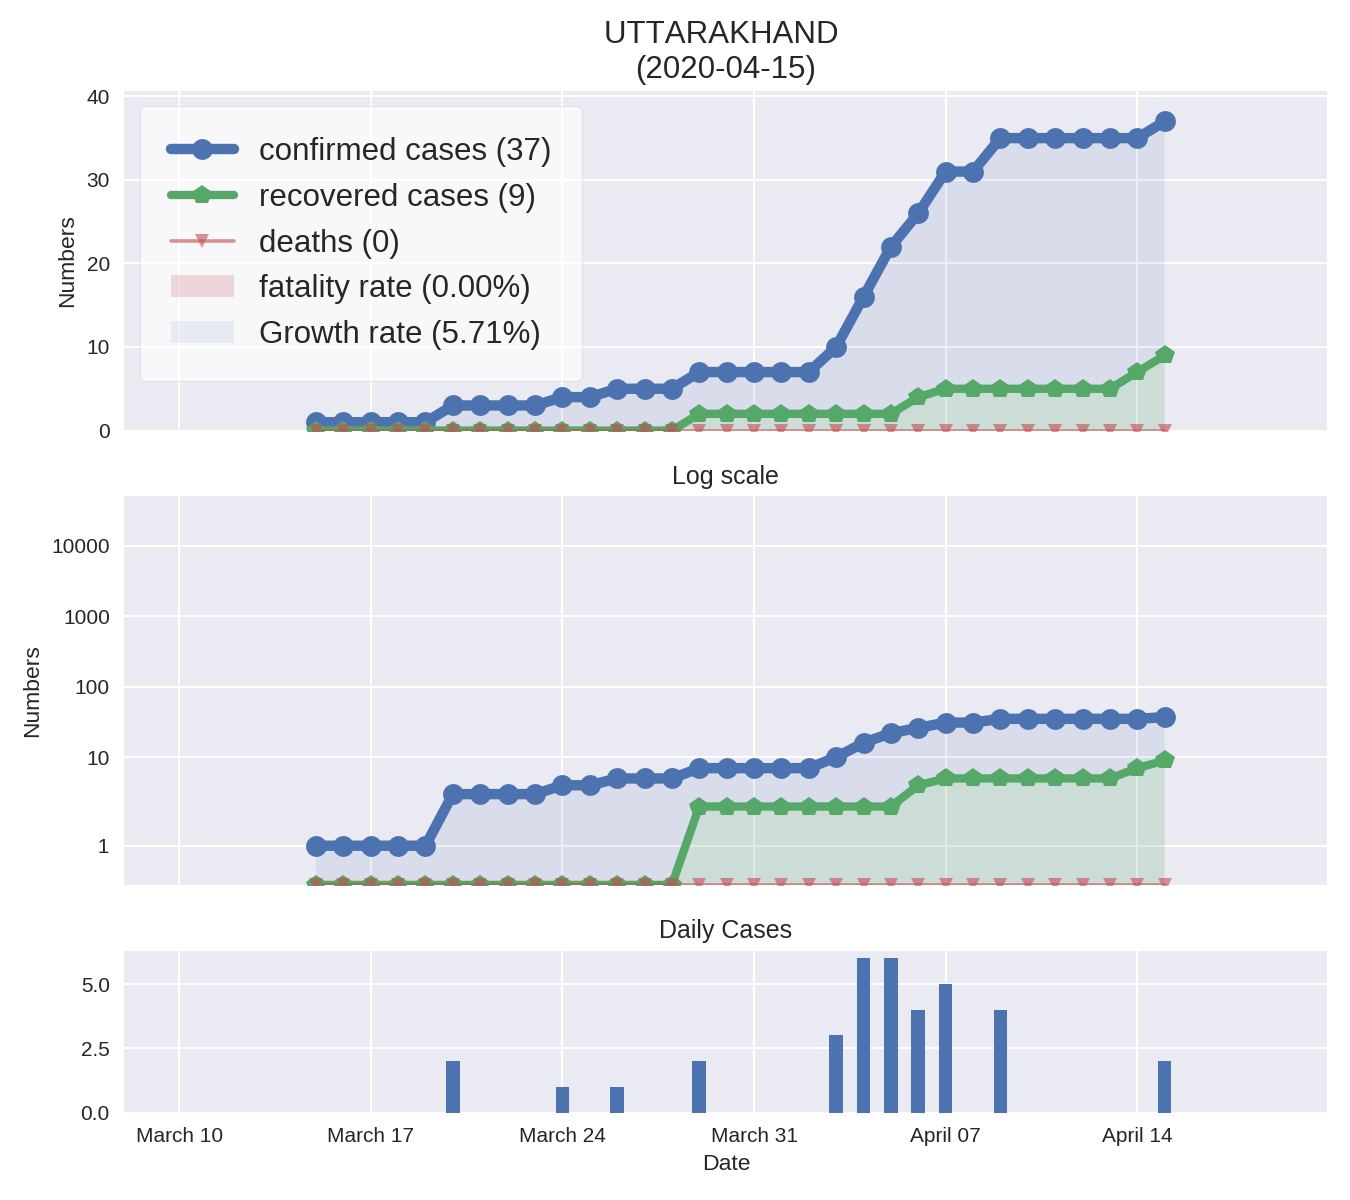 UTTARAKHAND
(2020-04-15)
40
30
20
10
0
Numbers
confirmed cases (37)
recovered cases (9)
deaths (0)
fatality rate (0.00%)
Growth rate (5.71%)
Log scale
10000
1000
100
10
1
Numbers
Daily Cases
5.0
2.5
0.0
March 10
March 17
March 24
March 31
April 07
April 14
Date